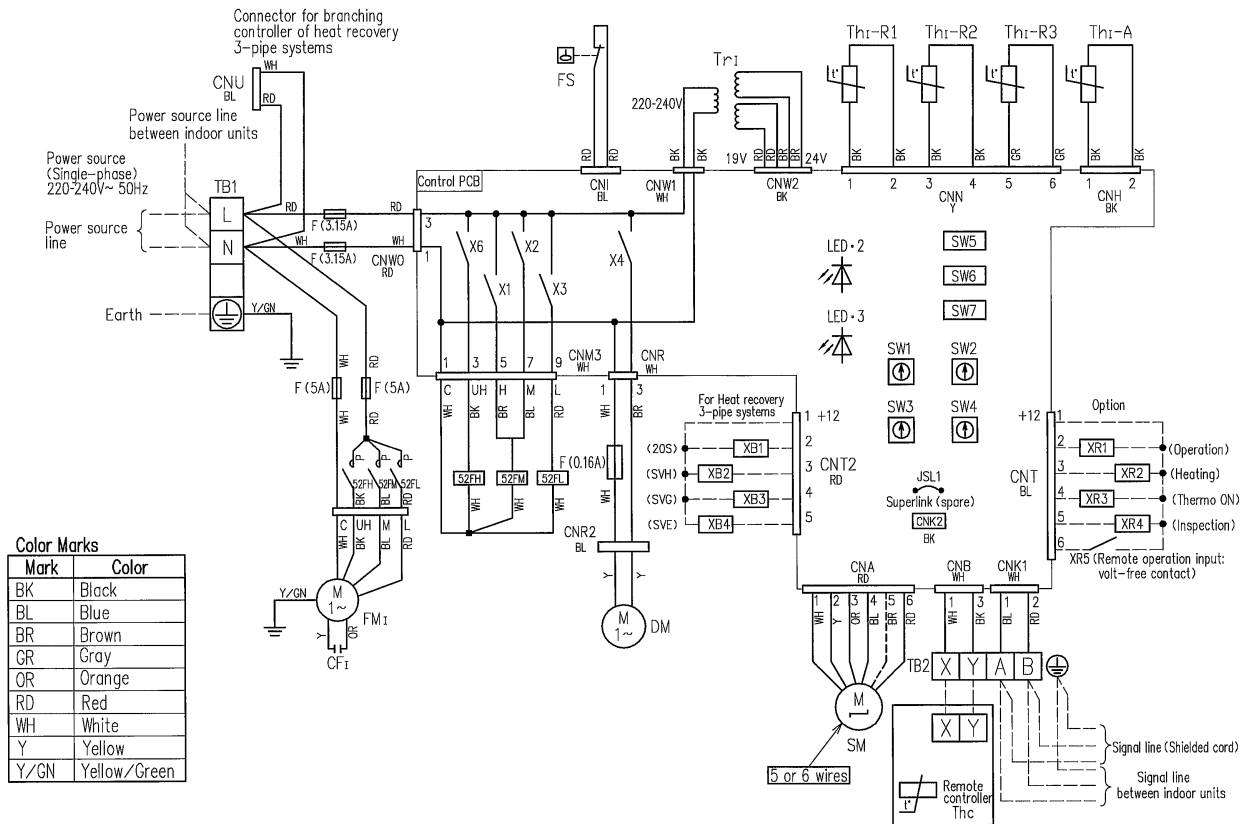 Connector for branching
controller of heat recovery
3-pipe systems
WH
CNU
BL
RD
Power source line
between indoor units
Power source
(Single-phase)
220-240V~ 50Hz
TB1
Power source
line
L
N
Earth
Y/GN
RD
F (3.15A)
RD
WH
F (3.15A)
WH
CNW0
RD
3
1
Control PCB
FS
RD
RD
CNI
BL
TrI
220-240V
BK
BK
CNW1
WH
19V
RD
RD
BR
BR
24V
CNW2
BK
ThI-R1
ThI-R2
ThI-R3
ThI-A
t°
t°
t°
t°
BK
BK
BK
BK
GR
GR
BK
BK
1
2
3
4
5
6
CNN
Y
1
2
CNH
BK
X6
X2
X1
X3
X4
LED・2
LED・3
SW5
SW6
SW7
SW1
SW2
SW3
SW4
WH
RD
F (5A)
F (5A)
WH
RD
P
P
P
52FH
52FM
52FL
BK
BL
RD
C
UH
M
L
WH
BK
BL
RD
Y/GN
M
1~
FMI
Y
OR
CFI
1
3
5
7
9
CNM3
WH
C
UH
H
M
L
WH
BK
BR
BL
RD
52FH
52FM
52FL
WH
WH
WH
CNR
WH
1
3
WH
BR
F (0.16A)
WH
CNR2
BL
Y
Y
M
1~
DM
For Heat recovery
3-pipe systems
(20S)
XB1
(SVH)
XB2
(SVG)
XB3
(SVE)
XB4
1
+12
2
3
4
5
CNT2
RD
JSL1
Superlink (spare)
CNK2
BK
+12
CNT
BL
1
2
3
4
5
6
Option
XR1
(Operation)
XR2
(Heating)
XR3
(Thermo ON)
XR4
(Inspection)
XR5 (Remote operation input:
volt-free contact)
CNA
RD
1
2
3
4
5
6
WH
Y
OR
BL
BR
RD
M
SM
5 or 6 wires
CNB
WH
1
3
WH
BK
CNK1
WH
1
2
BL
RD
TB2
X
Y
A
B
X
Y
t°
Remote
controller
Thc
Signal line (Shielded cord)
Signal line
between indoor units
Color Marks
Mark Color
BK Black
BL Blue
BR Brown
GR Gray
OR Orange
RD Red
WH White
Y Yellow
Y/GN Yellow/Green